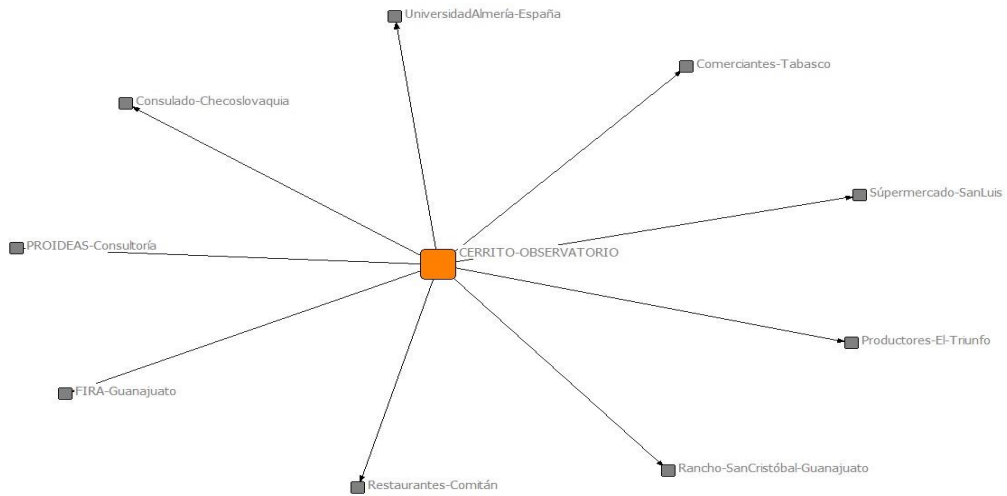 UniversidadAlmería-España
Comerciantes-Tabasco
Consulado-Checoslovaquia
Súpermercado-SanLuis
PROIDEAS-Consultoría
CERRITO-OBSERVATORIO
Productores-El-Triunfo
FIRA-Guanajuato
Rancho-SanCristóbal-Guanajuato
Restaurantes-Comitán